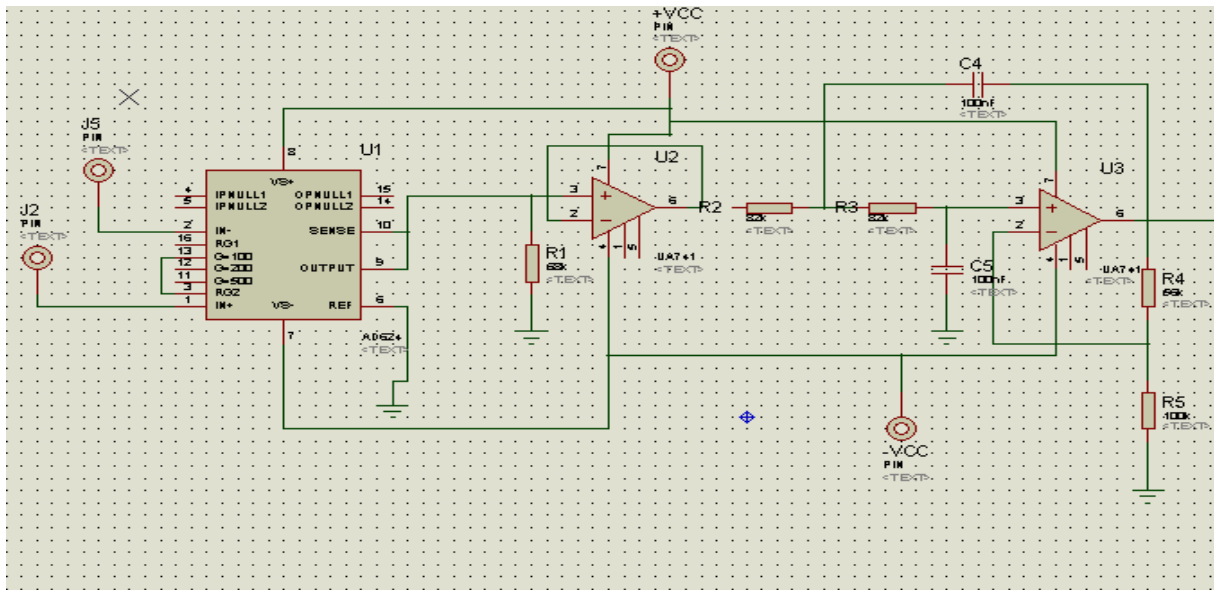 +VCC
PIN
<TEXT>
C4
100nF
<TEXT>
J5
PIN
<TEXT>
J2
PIN
<TEXT>
U1
8
VS+
4 IPNULL1 OPNULL1 15
5 IPNULL2 OPNULL2 14
2 IN- SENSE 10
16 RG1
13 G=100
12 G=200 OUTPUT 9
11 G=500
3 RG2
1 IN+ VS- REF 6
7
AD624
<TEXT>
R1
68k
<TEXT>
U2
7
3
2
6
4 1 5
UA741
<TEXT>
R2
82k
<TEXT>
R3
82k
<TEXT>
C5
100nF
<TEXT>
U3
7
3
2
6
4 1 5
UA741
<TEXT>
R4
56k
<TEXT>
R5
100k
<TEXT>
-VCC
PIN
<TEXT>